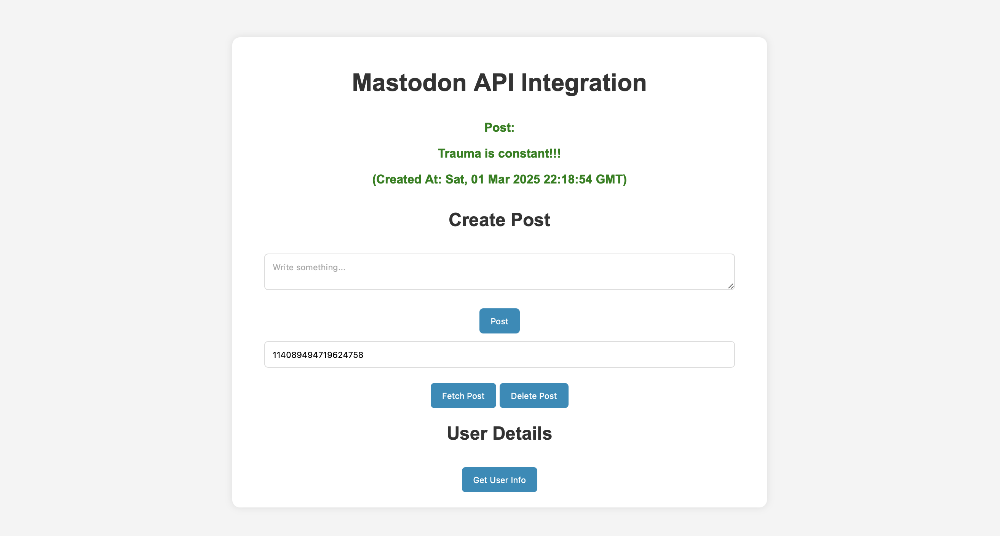 Mastodon API Integration
Post:
Trauma is constant!!!
(Created At: Sat, 01 Mar 2025 22:18:54 GMT)
Create Post
Write something...
Post
114089494719624758
Fetch Post Delete Post
User Details
Get User Info